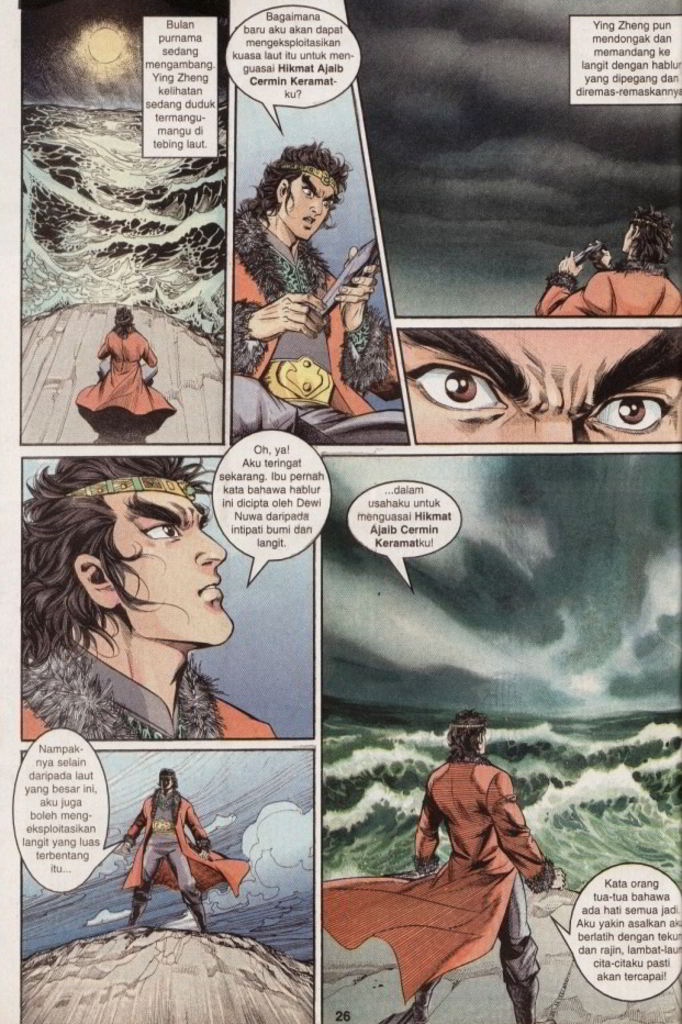 Bulan
purnama
sedang
mengambang.
Ying Zheng
kelihatan
sedang duduk
termangu-
mangu di
tebing laut.
Bagaimana
baru aku akan dapat
mengeksploitasikan
kuasa laut itu untuk men-
guasai Hikmat Ajaib
Cermin Keramat-
ku?
Ying Zheng pun
mendongak dan
memandang ke
langit dengan hablur
yang dipegang dan
diremas-remaskannya
Oh, ya!
Aku teringat
sekarang. Ibu pernah
kata bahawa hablur
ini dicipta oleh Dewi
Nuwa daripada
intipati bumi dan
langit.
Nampak-
nya selain
daripada laut
yang besar ini,
aku juga
boleh meng-
eksploitasikan
langit yang luas
terbentang
itu...
...dalam
usahaku untuk
menguasai Hikmat
Ajaib Cermin
Keramatku!
Kata orang
tua-tua bahawa
ada hati semua jadi.
Aku yakin asalkan
berlatih dengan tekun
dan rajin,
cita-citaku pasti
akan tercapai!
26